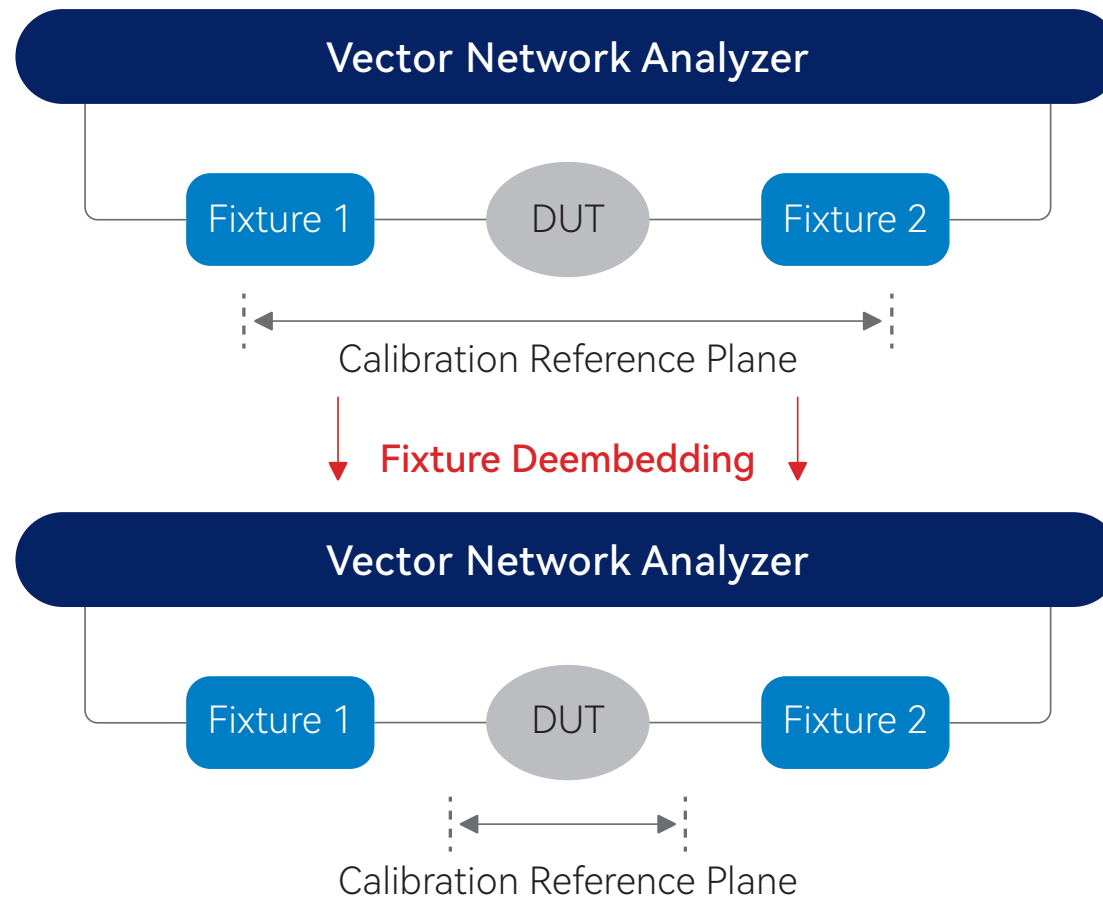 Vector Network Analyzer
Fixture 1
DUT
Fixture 2
Calibration Reference Plane
Fixture Deembedding
Vector Network Analyzer
Fixture 1
DUT
Fixture 2
Calibration Reference Plane